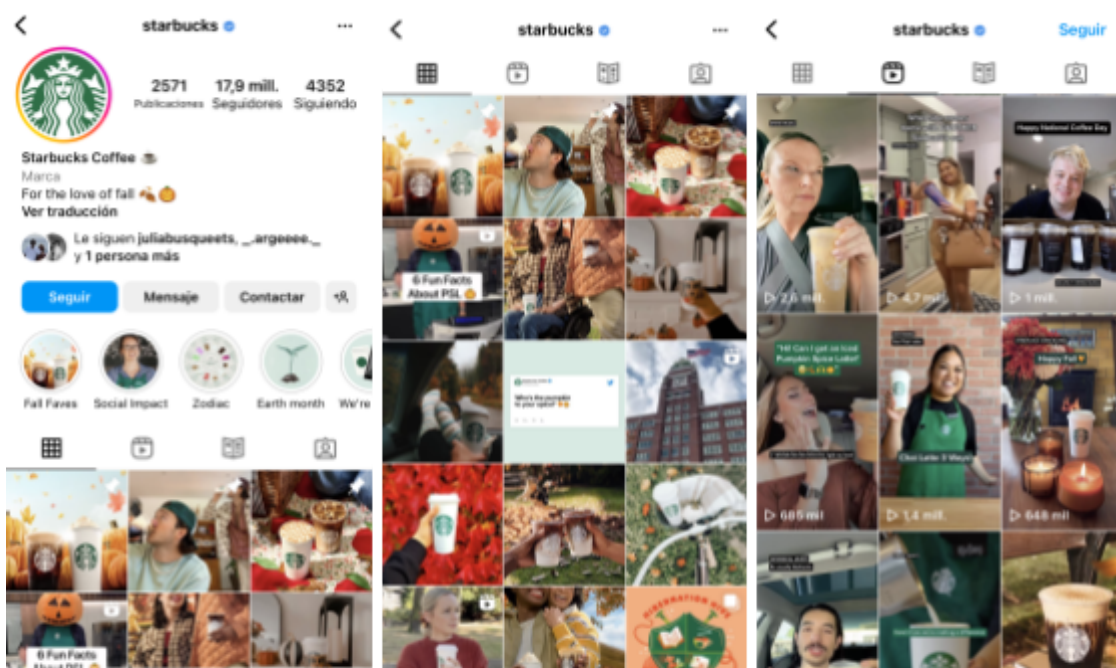 starbucks
2571
17,9 mill.
4352
Publicaciones
Seguidores
Siguiendo
Starbucks Coffee
Marca
For the love of fall
Ver traducción
Le siguen juliabusqueets, _.argeeee._
y 1 persona más
Seguir
Mensaje
Contactar
Fall Faves
Social Impact
Zodiac
Earth month
We're
6 Fun Facts
About PSL
starbucks
6 Fun Facts
About PSL
Who's the pumpkin
to your spice?
starbucks
Seguir
Happy National Coffee Day
2,6 mill.
4,7 mill.
1 mill.
"Hi! Can I get an Iced
Pumpkin Spice Latte?"
Happy Fall
Chai Latte 3 Ways
685 mil
1,4 mill.
648 mil